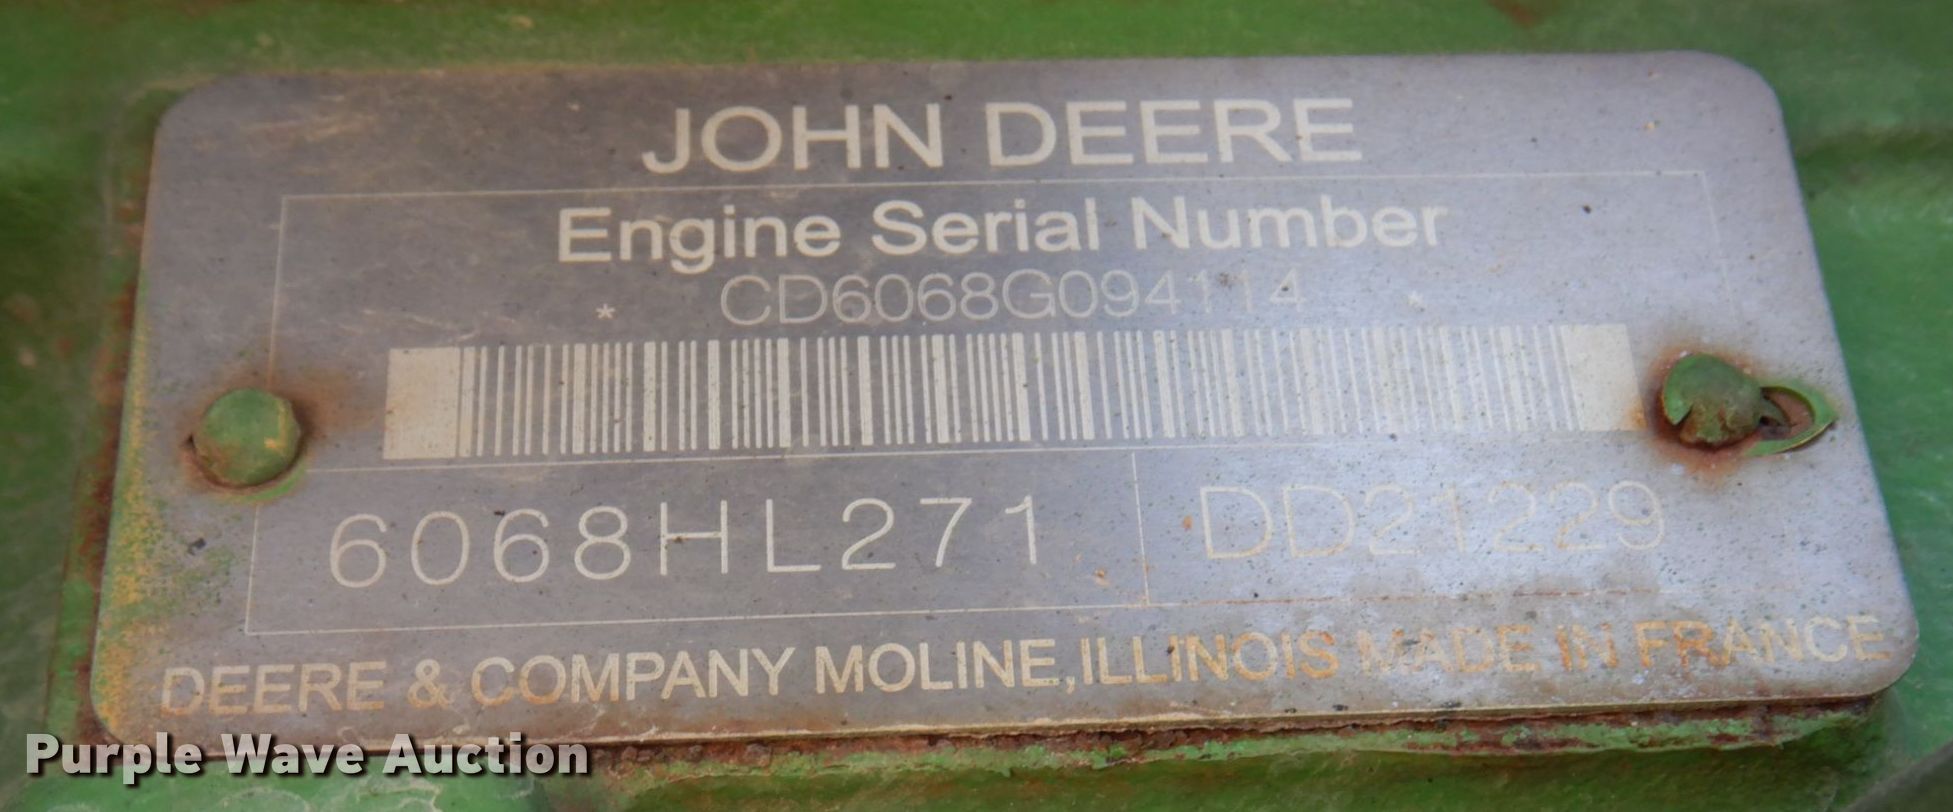 JOHN DEERE
Engine Serial Number
* CD6068G094114 *
6068HL271 DD21229
DEERE & COMPANY MOLINE,ILLINOIS MADE IN FRANCE
Purple Wave Auction